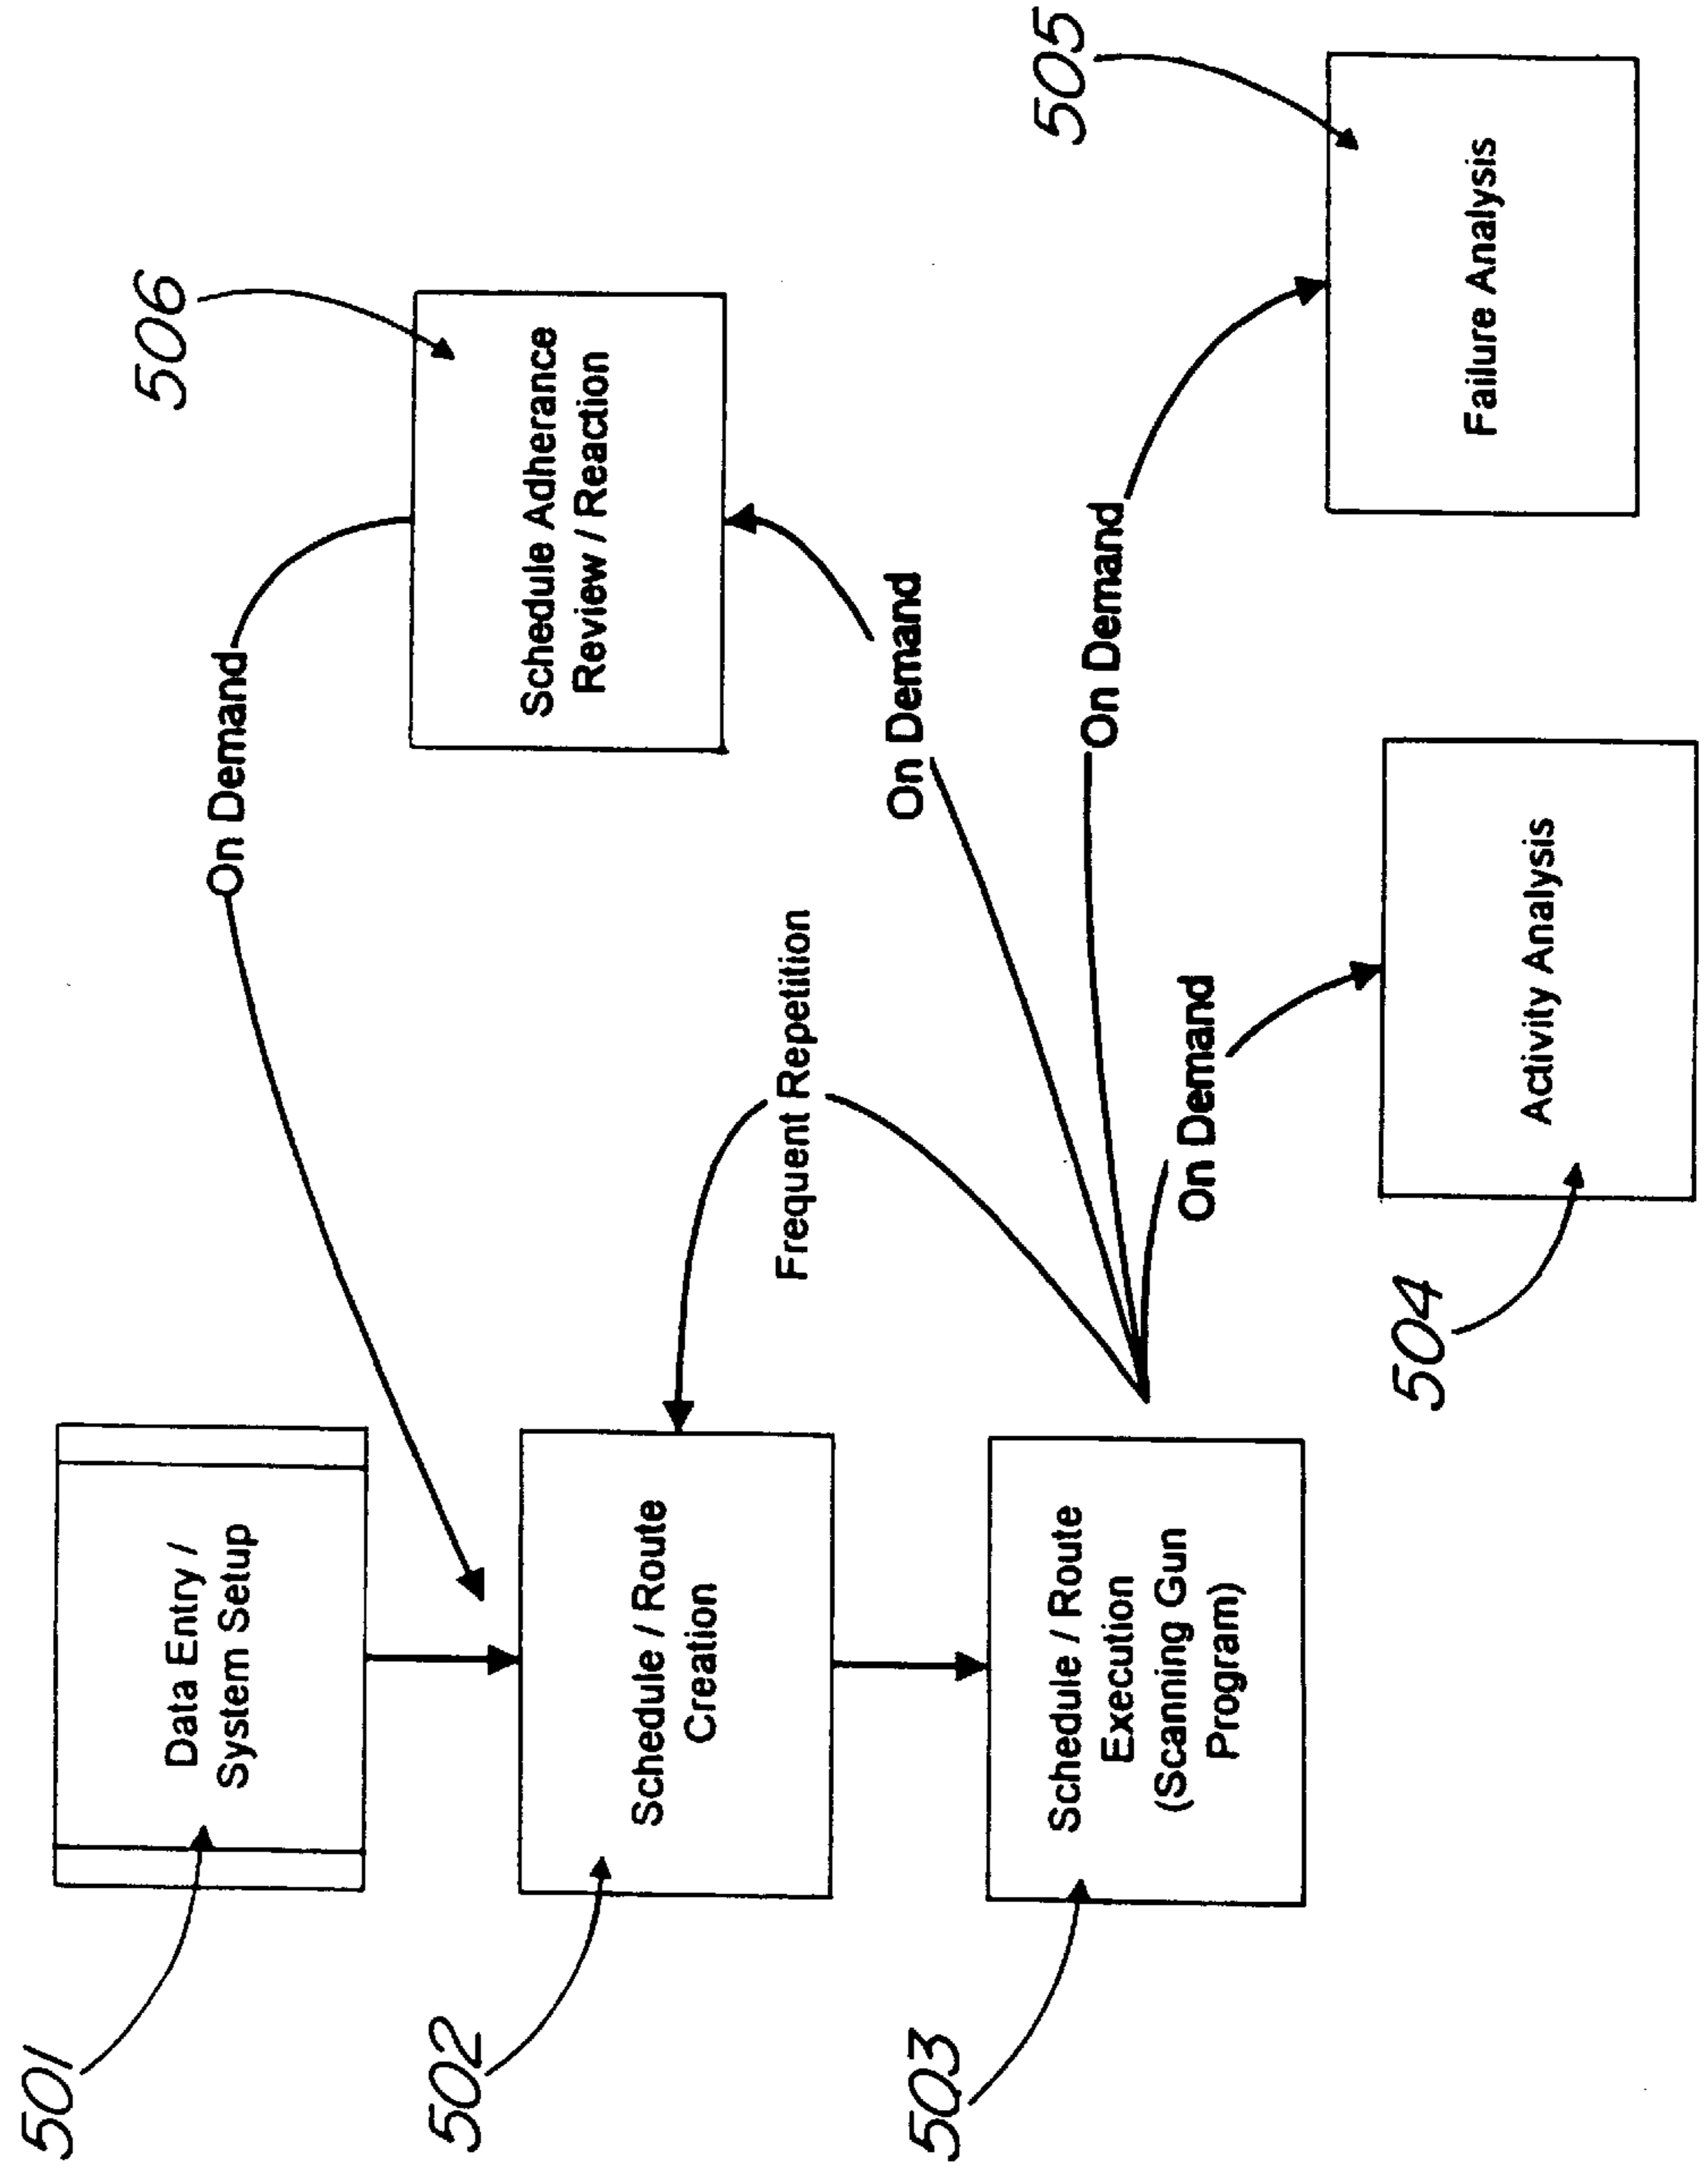 501
Data Entry /
System Setup
On Demand
506
Schedule Adherance
Review / Reaction
502
Schedule / Route
Creation
Frequent Repetition
On Demand
503
Schedule / Route
Execution
(Scanning Gun
Program)
On Demand
505
Failure Analysis
On Demand
504
Activity Analysis